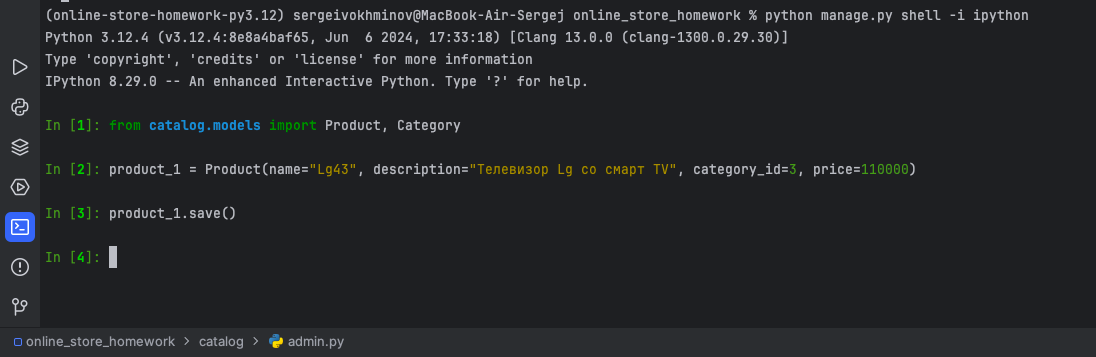 (online-store-homework-py3.12) sergeivokhminov@MacBook-Air-Sergej online_store_homework % python manage.py shell -i ipython
Python 3.12.4 (v3.12.4:8e8a4baf65, Jun  6 2024, 17:33:18) [Clang 13.0.0 (clang-1300.0.29.30)]
Type 'copyright', 'credits' or 'license' for more information
IPython 8.29.0 -- An enhanced Interactive Python. Type '?' for help.
In [1]: from catalog.models import Product, Category
In [2]: product_1 = Product(name="Lg43", description="Телевизор Lg со смарт TV", category_id=3, price=110000)
In [3]: product_1.save()
In [4]:
online_store_homework > catalog > admin.py